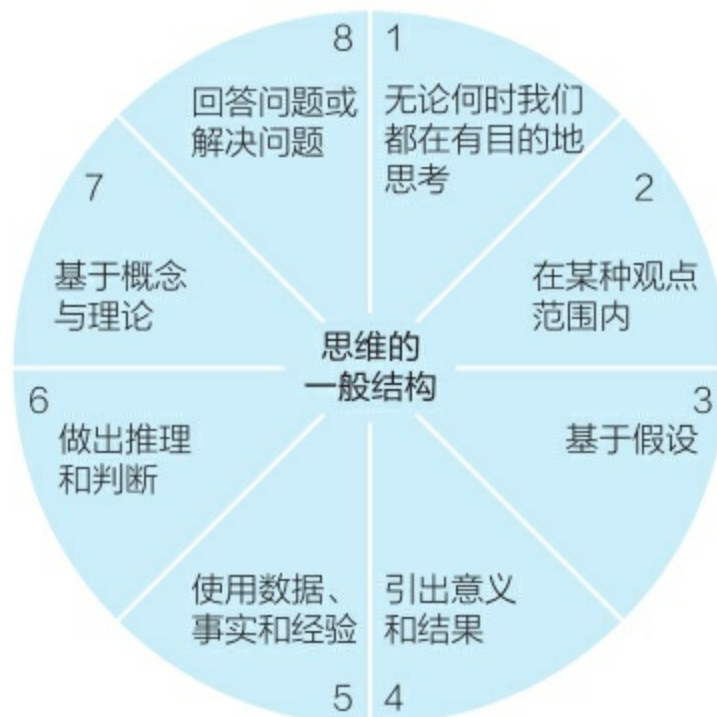 8
回答问题或
解决问题
1
无论何时我们
都在有目的地
思考
7
基于概念
与理论
2
在某种观点
范围内
思维的
一般结构
6
做出推理
和判断
3
基于假设
使用数据、
事实和经验
5
引出意义
和结果
4